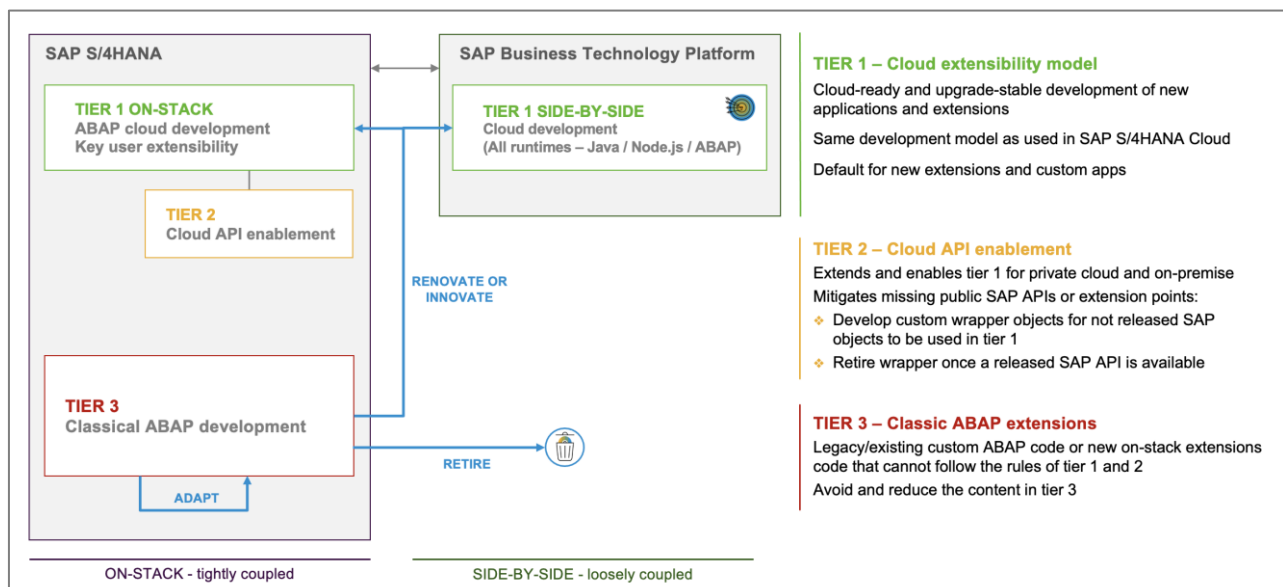 SAP S/4HANA
TIER 1 ON-STACK
ABAP cloud development
Key user extensibility
TIER 2
Cloud API enablement
RENOVATE OR
INNOVATE
TIER 3
Classical ABAP development
RETIRE
ADAPT
ON-STACK - tightly coupled
SAP Business Technology Platform
TIER 1 SIDE-BY-SIDE
Cloud development
(All runtimes – Java / Node.js / ABAP)
SIDE-BY-SIDE - loosely coupled
TIER 1 – Cloud extensibility model
Cloud-ready and upgrade-stable development of new
applications and extensions
Same development model as used in SAP S/4HANA Cloud
Default for new extensions and custom apps
TIER 2 – Cloud API enablement
Extends and enables tier 1 for private cloud and on-premise
Mitigates missing public SAP APIs or extension points:
❖ Develop custom wrapper objects for not released SAP
objects to be used in tier 1
❖ Retire wrapper once a released SAP API is available
TIER 3 – Classic ABAP extensions
Legacy/existing custom ABAP code or new on-stack extensions
code that cannot follow the rules of tier 1 and 2
Avoid and reduce the content in tier 3